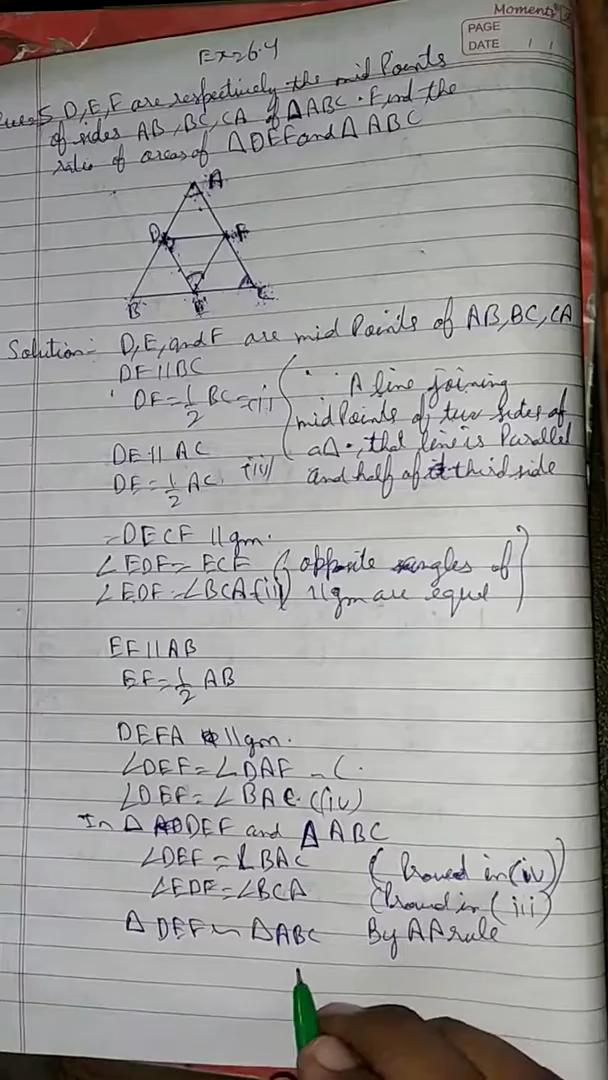 Moments
PAGE
DATE / /
Ex 26.4
Ques 5 D, E, F are respectively the mid Points
of sides AB, BC, CA of ΔABC. Find the
ratio of areas of ΔDEF and ΔABC
A
D
F
B
E
C
Solution:- D, E, and F are mid Points of AB, BC, CA
DF || BC
DF = 1/2 BC
∵ A line joining
midPoints of two sides of
a Δ, that line is Parallel
and half of third side
DE || AC
DE = 1/2 AC
= DECF ||gm.
∠EDF = ECF
∠EDF = ∠BCA (iii)
opposite angles of
||gm are equal
EF || AB
EF = 1/2 AB
DEFA ||gm.
∠DEF = ∠DAF - (.
∠DEF = ∠BAC. (iv)
In Δ DEF and Δ ABC
∠DEF = ∠BAC (Proved in (iv))
∠EDF = ∠BCA (Proved in (iii)
Δ DEF ~ Δ ABC By AA rule